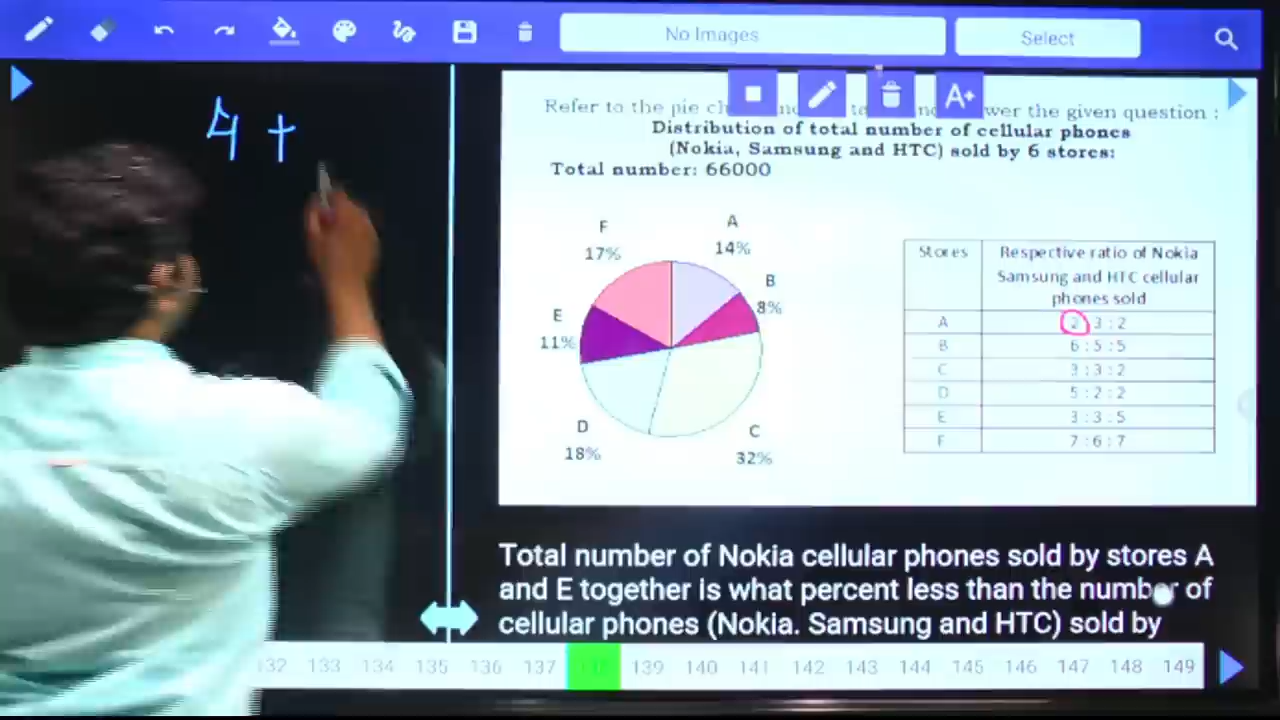 No Images
Select
A+
4 +
Refer to the pie
wer the given question :
Distribution of total number of cellular phones
(Nokia, Samsung and HTC) sold by 6 stores:
Total number: 66000
F
17%
A
14%
B
8%
E
11%
D
18%
C
32%
Stores Respective ratio of Nokia
Samsung and HTC cellular
phones sold
A 2 : 3 : 2
B 6 : 5 : 5
C 3 : 3 : 2
D 5 : 2 : 2
E 3 : 3 : 5
F 7 : 6 : 7
Total number of Nokia cellular phones sold by stores A
and E together is what percent less than the number of
cellular phones (Nokia. Samsung and HTC) sold by
132 133 134 135 136 137 138 139 140 141 142 143 144 145 146 147 148 149